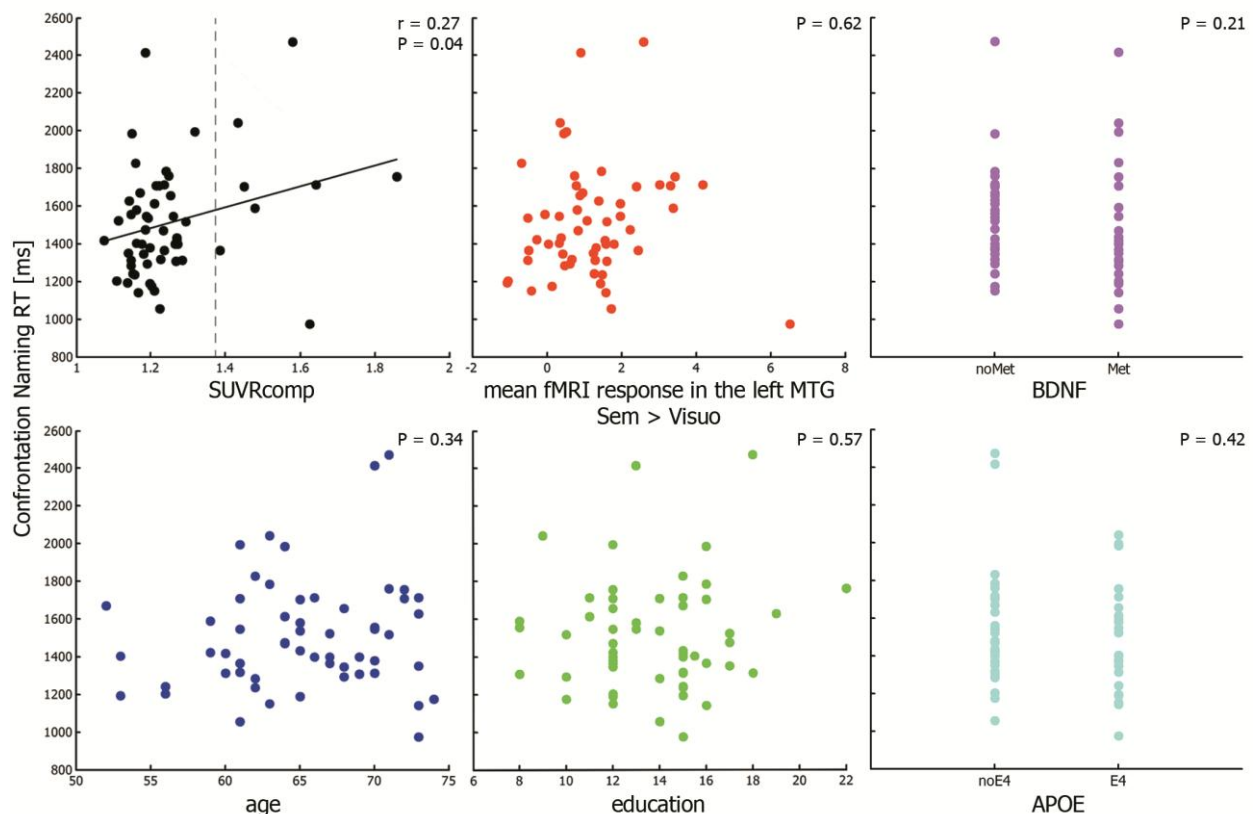 Confrontation Naming RT [ms]
2600
2400
2200
2000
1800
1600
1400
1200
1000
800
r = 0.27
P = 0.04
1
1.2
1.4
1.6
1.8
2
SUVRcomp
P = 0.62
-2
0
2
4
6
8
mean fMRI response in the left MTG
Sem > Visuo
P = 0.21
noMet
Met
BDNF
2600
2400
2200
2000
1800
1600
1400
1200
1000
800
P = 0.34
50
55
60
65
70
75
age
P = 0.57
6
8
10
12
14
16
18
20
22
education
P = 0.42
noE4
E4
APOE